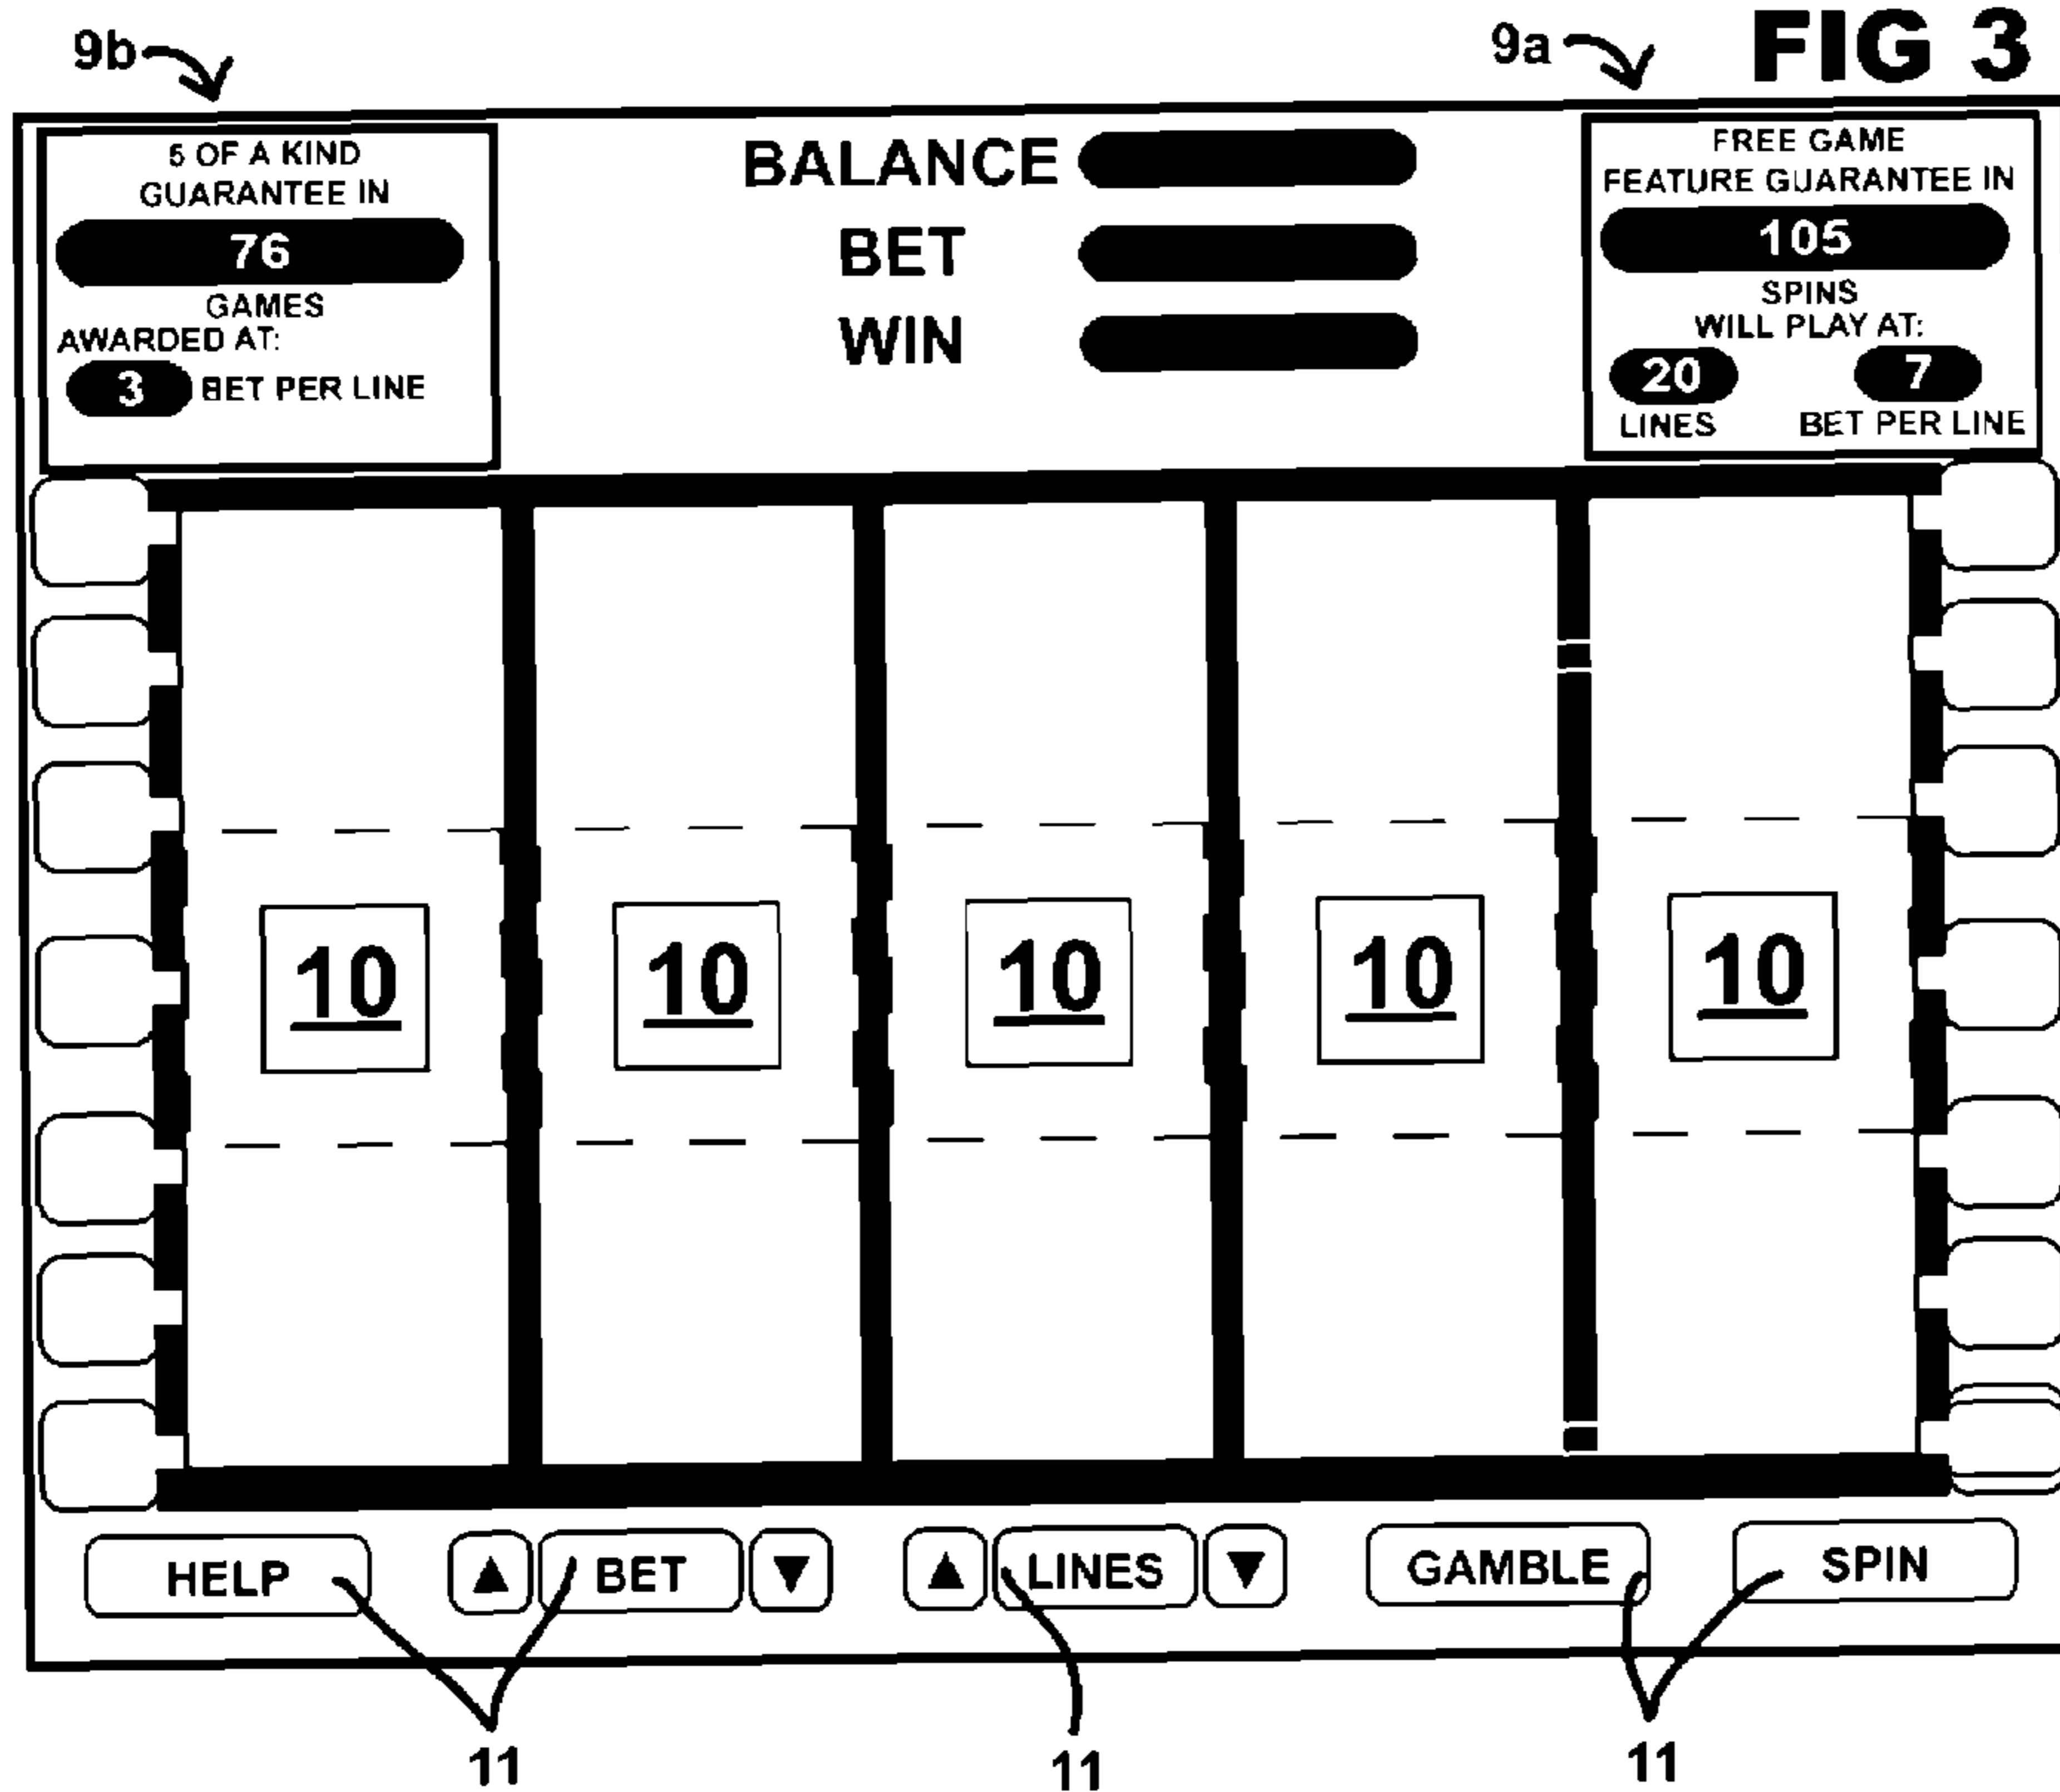 9b
9a
FIG 3
5 OF A KIND
GUARANTEE IN
76
GAMES
AWARDED AT:
3 BET PER LINE
BALANCE
BET
WIN
FREE GAME
FEATURE GUARANTEE IN
105
SPINS
WILL PLAY AT:
20 7
LINES BET PER LINE
10 10 10 10 10
HELP ▲ BET ▼ ▲ LINES ▼ GAMBLE SPIN
11 11 11